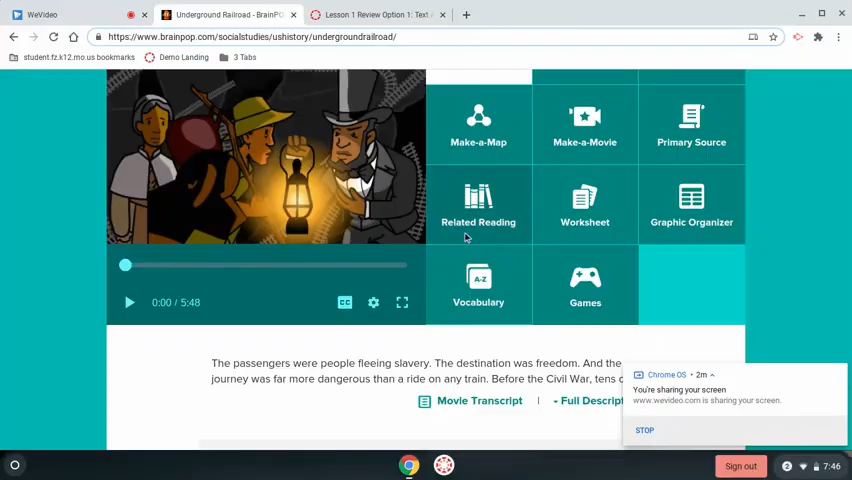 WeVideo
Underground Railroad - BrainPO
Lesson 1 Review Option 1: Text
https://www.brainpop.com/socialstudies/ushistory/undergroundrailroad/
student.fz.k12.mo.us bookmarks
Demo Landing
3 Tabs
Make-a-Map
Make-a-Movie
Primary Source
Related Reading
Worksheet
Graphic Organizer
0:00 / 5:48
CC
A-Z
Vocabulary
Games
The passengers were people fleeing slavery. The destination was freedom. And the
journey was far more dangerous than a ride on any train. Before the Civil War, tens o
Movie Transcript | Full Descript
Chrome OS • 2m
You're sharing your screen
www.wevideo.com is sharing your screen.
STOP
Sign out
2
7:46